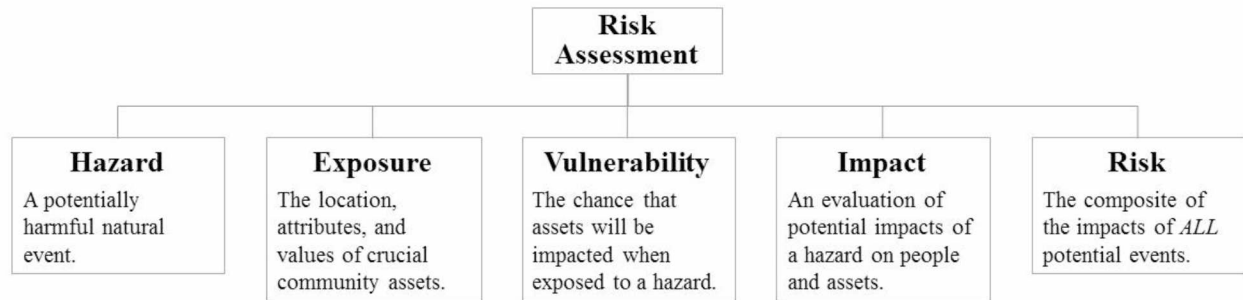 Risk
Assessment
Hazard
A potentially
harmful natural
event.
Exposure
The location,
attributes, and
values of crucial
community assets.
Vulnerability
The chance that
assets will be
impacted when
exposed to a hazard.
Impact
An evaluation of
potential impacts of
a hazard on people
and assets.
Risk
The composite of
the impacts of ALL
potential events.